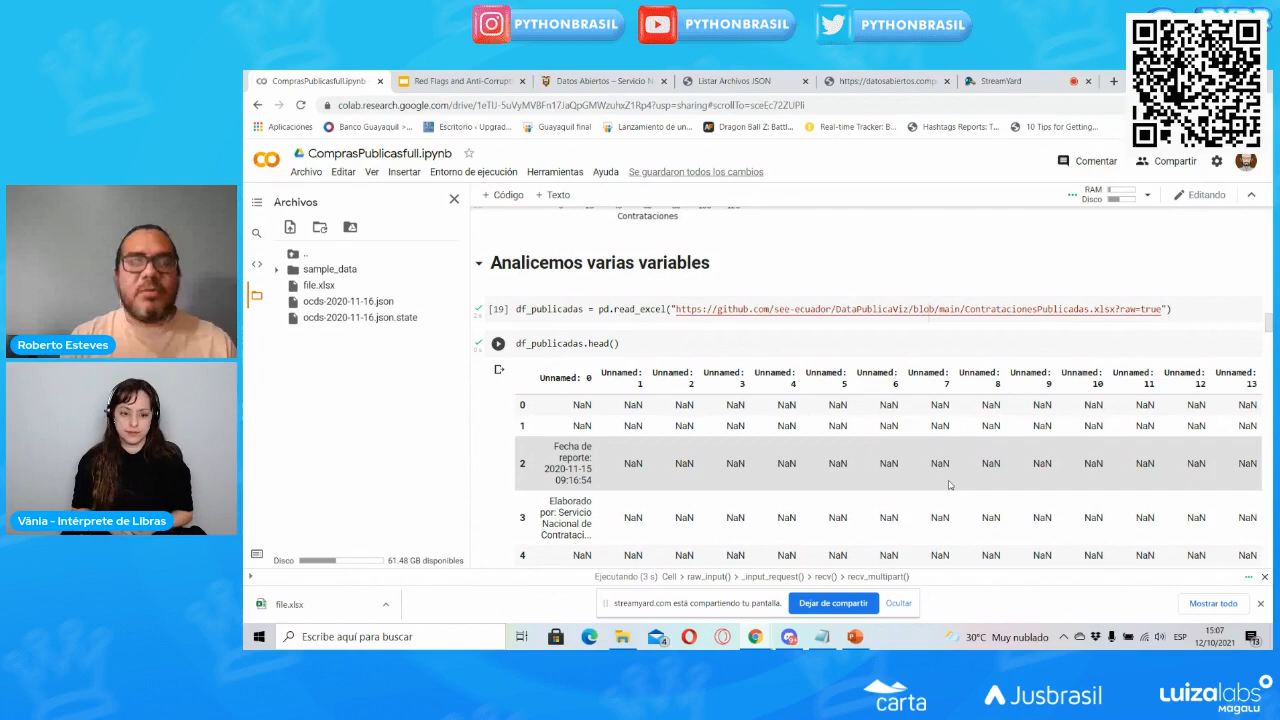 PYTHONBRASIL
PYTHONBRASIL
PYTHONBRASIL
ComprasPublicasfull.ipynb
Red Flags and Anti-Corrupt
Datos Abiertos – Servicio N
Listar Archivos JSON
https://datosabiertos.comp
StreamYard
colab.research.google.com/drive/1eTIJ-5uVyMVBFn17JaQpGMWzuhxZ1Rp4?usp=sharing#scrollTo=sceEc72ZUPli
Aplicaciones
Banco Guayaquil >...
Escritorio ‹ Upgrad...
Guayaquil final
Lanzamiento de un...
Dragon Ball Z: Battl...
Real-time Tracker: B...
Hashtags Reports: T...
10 Tips for Getting...
ComprasPublicasfull.ipynb
Comentar
Compartir
Archivo Editar Ver Insertar Entorno de ejecución Herramientas Ayuda Se guardaron todos los cambios
Archivos
+ Código + Texto
RAM
Disco
Editando
..
sample_data
file.xlsx
ocds-2020-11-16.json
ocds-2020-11-16.json.state
Contrataciones
Analicemos varias variables
[19] df_publicadas = pd.read_excel("https://github.com/see-ecuador/DataPublicaViz/blob/main/ContratacionesPublicadas.xlsx?raw=true")
2s
df_publicadas.head()
0s
Unnamed: 0 Unnamed: 1 Unnamed: 2 Unnamed: 3 Unnamed: 4 Unnamed: 5 Unnamed: 6 Unnamed: 7 Unnamed: 8 Unnamed: 9 Unnamed: 10 Unnamed: 11 Unnamed: 12 Unnamed: 13
0 NaN NaN NaN NaN NaN NaN NaN NaN NaN NaN NaN NaN NaN NaN
1 NaN NaN NaN NaN NaN NaN NaN NaN NaN NaN NaN NaN NaN NaN
Fecha de
reporte:
2 2020-11-15 NaN NaN NaN NaN NaN NaN NaN NaN NaN NaN NaN NaN NaN
09:16:54
Elaborado
por: Servicio
3 Nacional de NaN NaN NaN NaN NaN NaN NaN NaN NaN NaN NaN NaN NaN
Contrataci...
4 NaN NaN NaN NaN NaN NaN NaN NaN NaN NaN NaN NaN NaN NaN
Roberto Esteves
Vânia - Intérprete de Libras
Disco
61.48 GB disponibles
Ejecutando (3 s) Cell > raw_input() > _input_request() > recv() > recv_multipart()
file.xlsx
streamyard.com está compartiendo tu pantalla.
Dejar de compartir
Ocultar
Mostrar todo
Escribe aquí para buscar
4
30°C Muy nublado
ESP
15:07
12/10/2021
13
carta
Jusbrasil
luizalabs
MAGALU